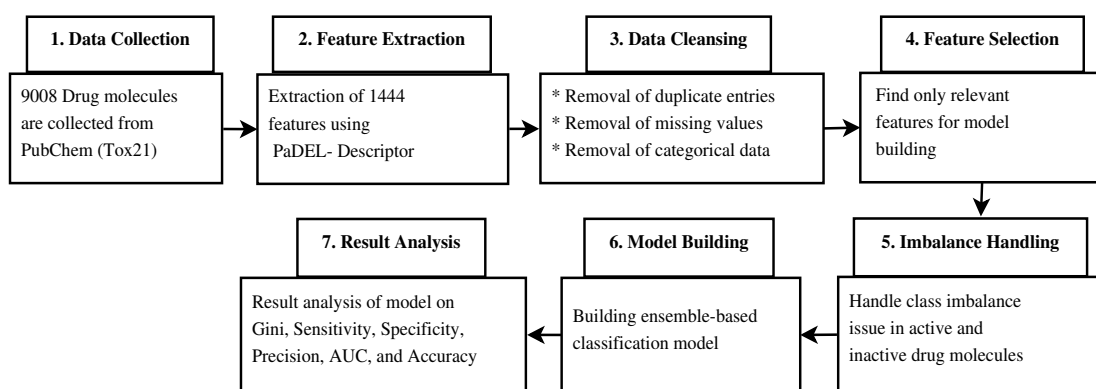 1. Data Collection
9008 Drug molecules
are collected from
PubChem (Tox21)
2. Feature Extraction
Extraction of 1444
features using
PaDEL- Descriptor
3. Data Cleansing
* Removal of duplicate entries
* Removal of missing values
* Removal of categorical data
4. Feature Selection
Find only relevant
features for model
building
5. Imbalance Handling
Handle class imbalance
issue in active and
inactive drug molecules
6. Model Building
Building ensemble-based
classification model
7. Result Analysis
Result analysis of model on
Gini, Sensitivity, Specificity,
Precision, AUC, and Accuracy